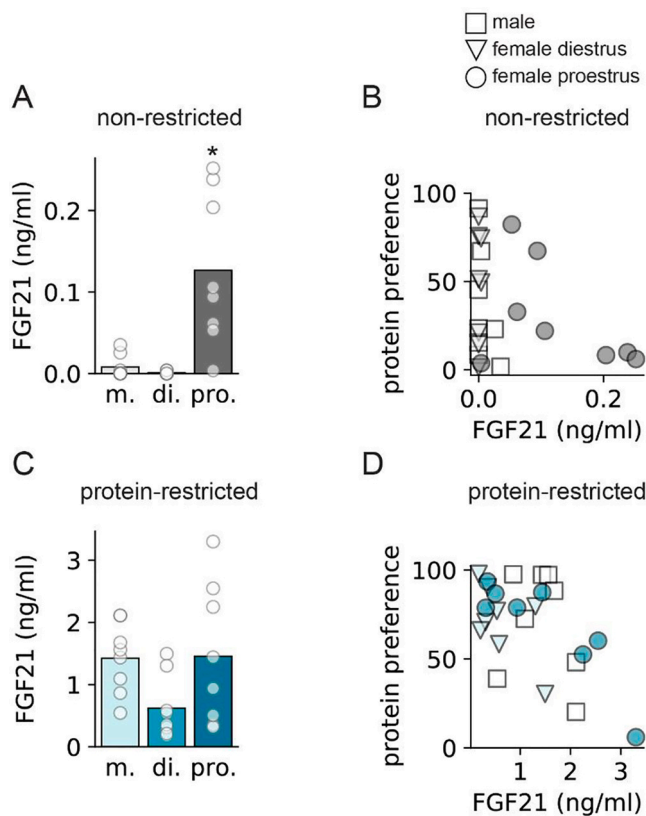 male
female diestrus
female proestrus
A
non-restricted
*
FGF21 (ng/ml)
0.2
0.1
0.0
m. di. pro.
B
non-restricted
protein preference
100
50
0
0.0 0.2
FGF21 (ng/ml)
C
protein-restricted
FGF21 (ng/ml)
3
2
1
0
m. di. pro.
D
protein-restricted
protein preference
100
50
0
1 2 3
FGF21 (ng/ml)